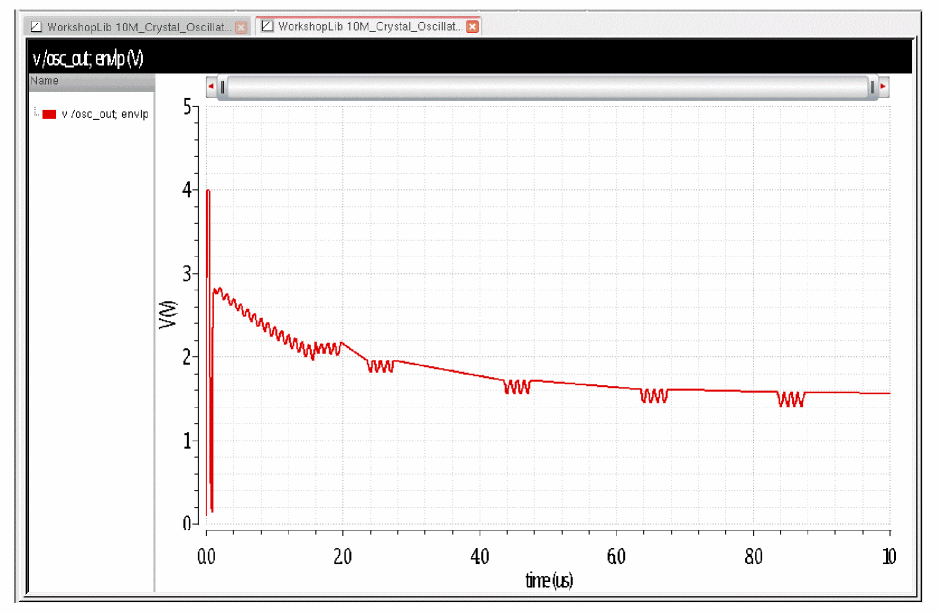 WorkshopLib 10M_Crystal_Oscillat... WorkshopLib 10M_Crystal_Oscillat...
v /osc_out; envlp (V)
Name
v /osc_out; envlp
5
4
3
2
1
0
V (V)
0.0 2.0 4.0 6.0 8.0 10
time (us)